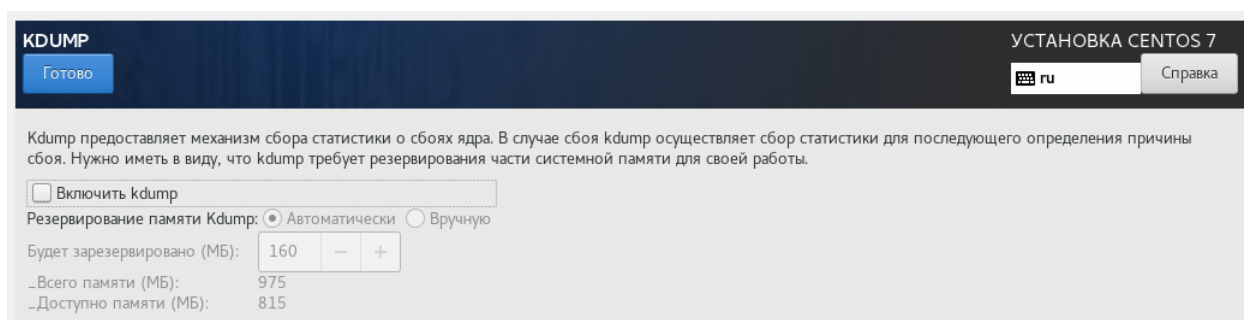 KDUMP
УСТАНОВКА CENTOS 7
Готово
ru
Справка
Kdump предоставляет механизм сбора статистики о сбоях ядра. В случае сбоя kdump осуществляет сбор статистики для последующего определения причины
сбоя. Нужно иметь в виду, что kdump требует резервирования части системной памяти для своей работы.
Включить kdump
Резервирование памяти Kdump: Автоматически Вручную
Будет зарезервировано (МБ): 160 − +
_Всего памяти (МБ): 975
_Доступно памяти (МБ): 815